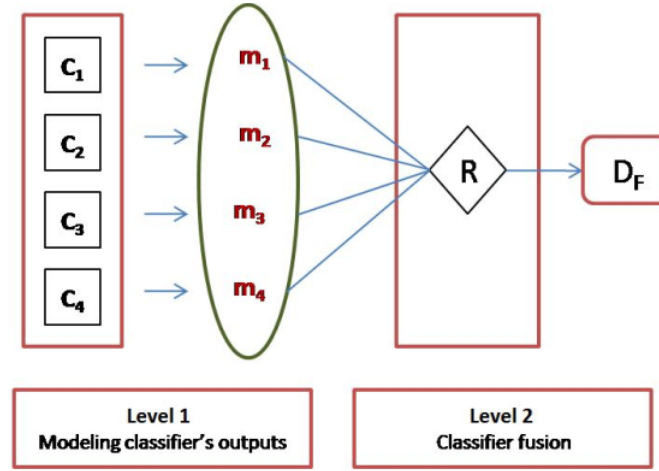 C1
m1
C2
m2
C3
m3
C4
m4
R
DF
Level 1
Modeling classifier's outputs
Level 2
Classifier fusion